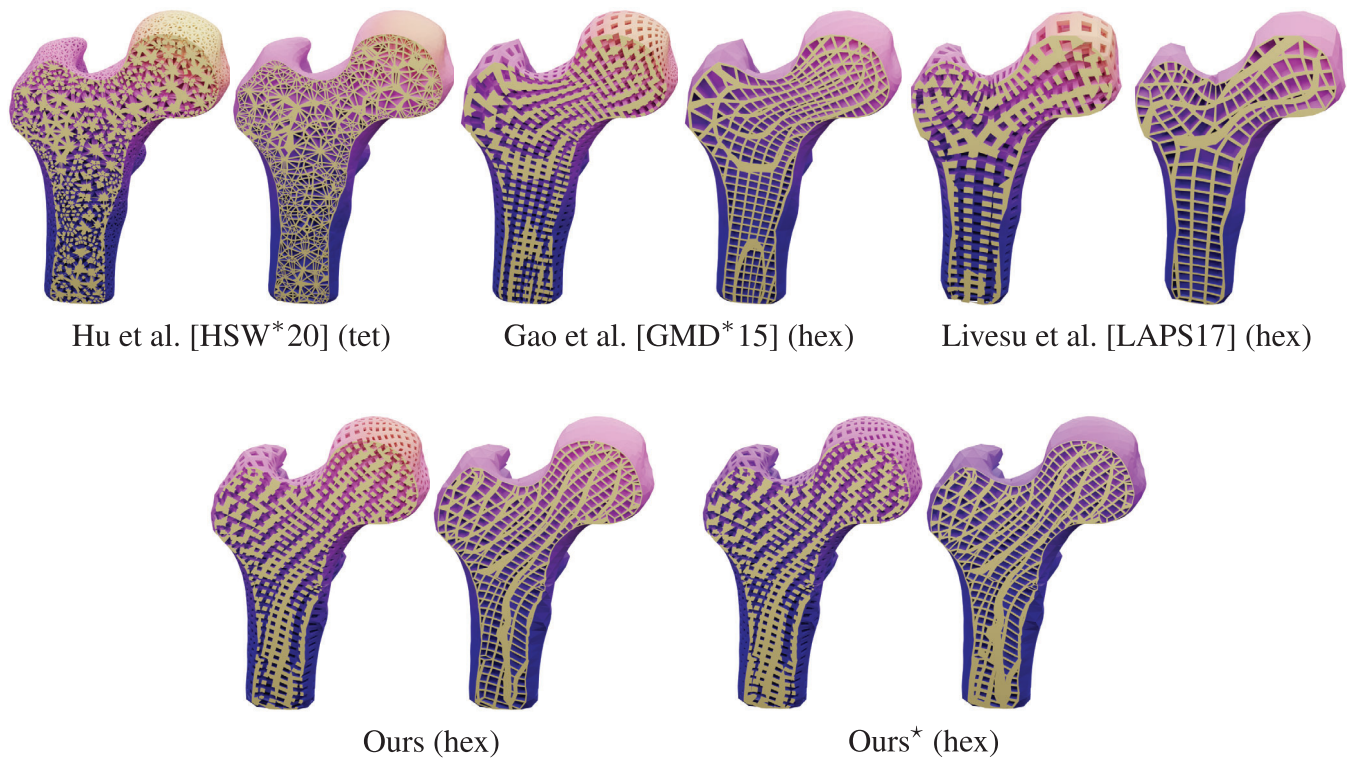 Hu et al. [HSW*20] (tet)
Gao et al. [GMD*15] (hex)
Livesu et al. [LAPS17] (hex)
Ours (hex)
Ours⋆ (hex)